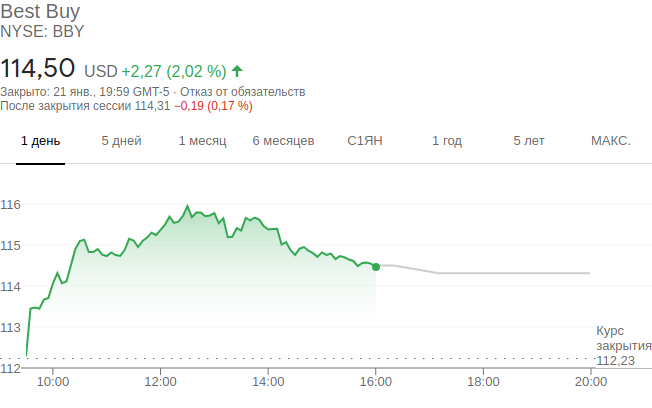 Best Buy
NYSE: BBY
114,50 USD +2,27 (2,02 %)
Закрыто: 21 янв., 19:59 GMT-5 · Отказ от обязательств
После закрытия сессии 114,31 −0,19 (0,17 %)
1 день 5 дней 1 месяц 6 месяцев С1ЯН 1 год 5 лет МАКС.
116
115
114
113
Курс
закрытия
112,23
112
10:00 12:00 14:00 16:00 18:00 20:00